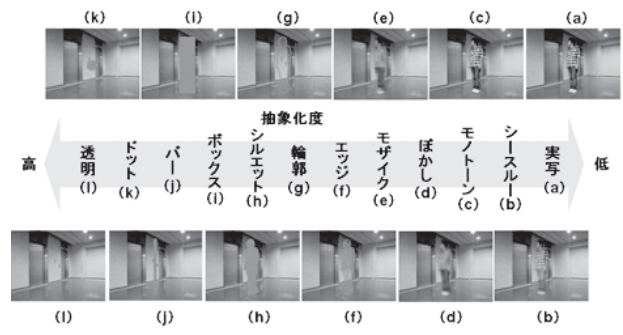 (k) (i) (g) (e) (c) (a)
抽象化度
高 透明(l) ドット(k) バー(j) ボックス(i) シルエット(h) 輪郭(g) エッジ(f) モザイク(e) ぼかし(d) モノトーン(c) シースルー(b) 実写(a) 低
(l) (j) (h) (f) (d) (b)